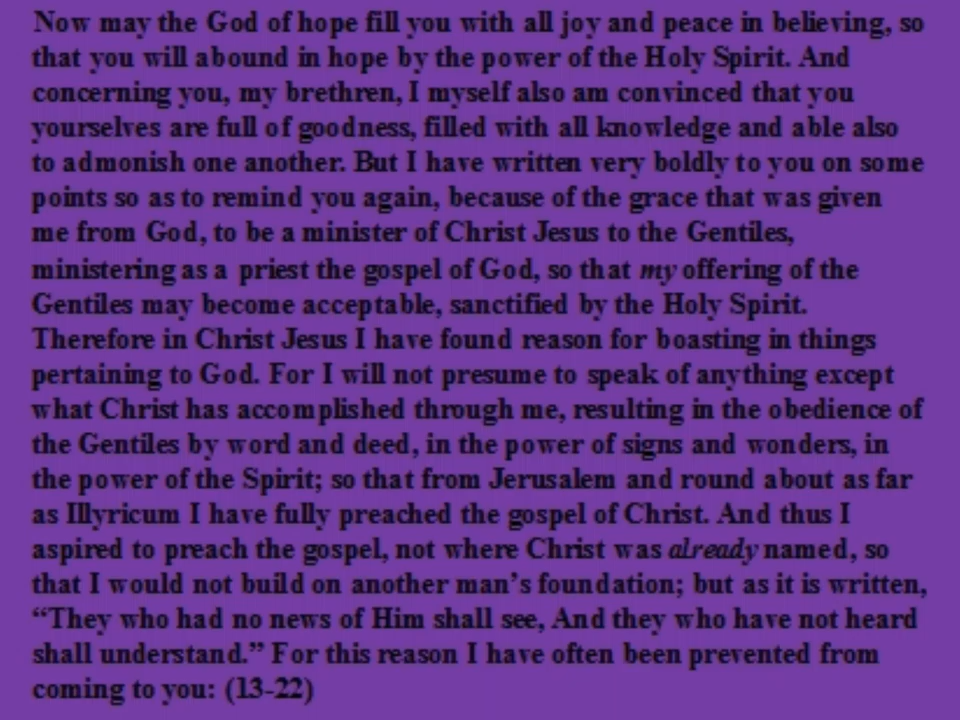 Now may the God of hope fill you with all joy and peace in believing, so
that you will abound in hope by the power of the Holy Spirit. And
concerning you, my brethren, I myself also am convinced that you
yourselves are full of goodness, filled with all knowledge and able also
to admonish one another. But I have written very boldly to you on some
points so as to remind you again, because of the grace that was given
me from God, to be a minister of Christ Jesus to the Gentiles,
ministering as a priest the gospel of God, so that my offering of the
Gentiles may become acceptable, sanctified by the Holy Spirit.
Therefore in Christ Jesus I have found reason for boasting in things
pertaining to God. For I will not presume to speak of anything except
what Christ has accomplished through me, resulting in the obedience of
the Gentiles by word and deed, in the power of signs and wonders, in
the power of the Spirit; so that from Jerusalem and round about as far
as Illyricum I have fully preached the gospel of Christ. And thus I
aspired to preach the gospel, not where Christ was already named, so
that I would not build on another man’s foundation; but as it is written,
“They who had no news of Him shall see, And they who have not heard
shall understand.” For this reason I have often been prevented from
coming to you: (13-22)